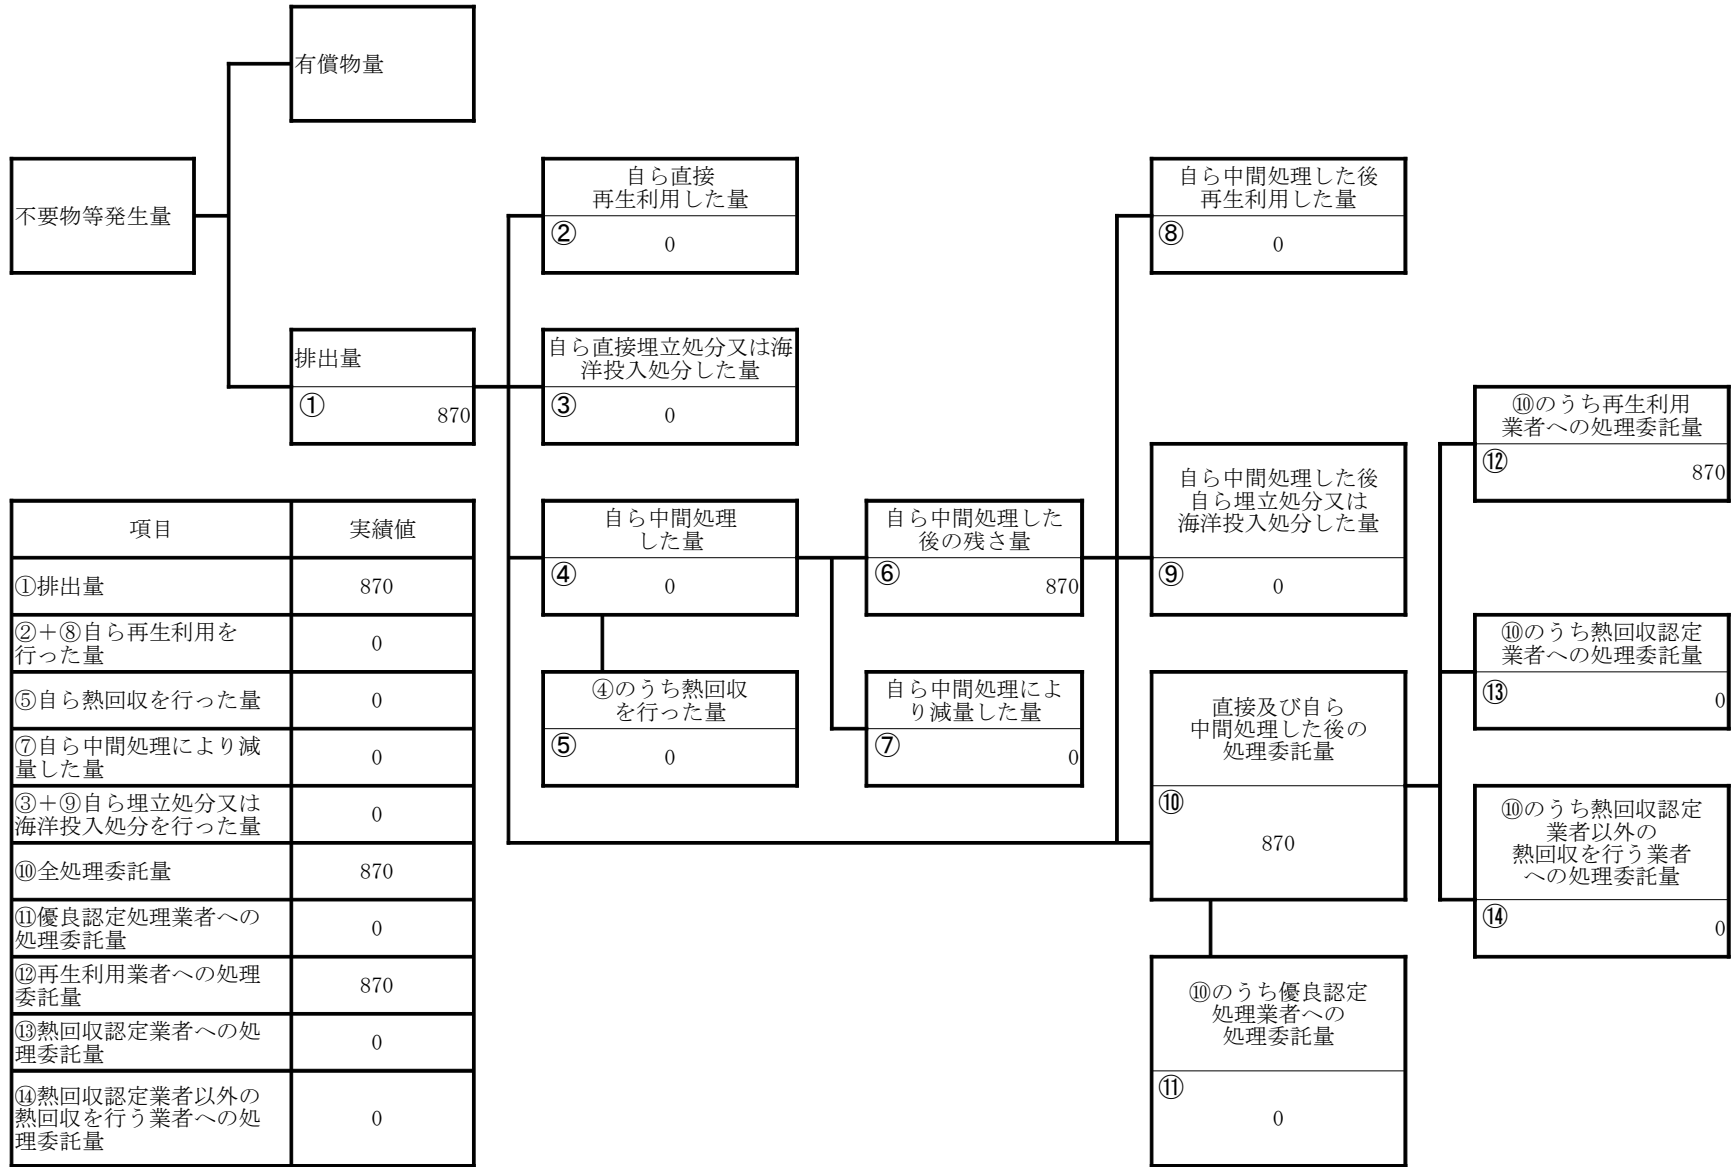 有償物量
不要物等発生量
自ら直接
再生利用した量
②
0
自ら中間処理した後
再生利用した量
⑧
0
排出量
①
870
自ら直接埋立処分又は海
洋投入処分した量
③
0
⑩のうち再生利用
業者への処理委託量
⑫
870
自ら中間処理した後
自ら埋立処分又は
海洋投入処分した量
⑨
0
自ら中間処理
した量
④
0
自ら中間処理した
後の残さ量
⑥
870
⑩のうち熱回収認定
業者への処理委託量
⑬
0
④のうち熱回収
を行った量
⑤
0
自ら中間処理によ
り減量した量
⑦
0
直接及び自ら
中間処理した後の
処理委託量
⑩
870
⑩のうち熱回収認定
業者以外の
熱回収を行う業者
への処理委託量
⑭
0
⑩のうち優良認定
処理業者への
処理委託量
⑪
0
項目 実績値
①排出量 870
②＋⑧自ら再生利用を
行った量 0
⑤自ら熱回収を行った量 0
⑦自ら中間処理により減
量した量 0
③＋⑨自ら埋立処分又は
海洋投入処分を行った量 0
⑩全処理委託量 870
⑪優良認定処理業者への
処理委託量 0
⑫再生利用業者への処理
委託量 870
⑬熱回収認定業者への処
理委託量 0
⑭熱回収認定業者以外の
熱回収を行う業者への処
理委託量 0